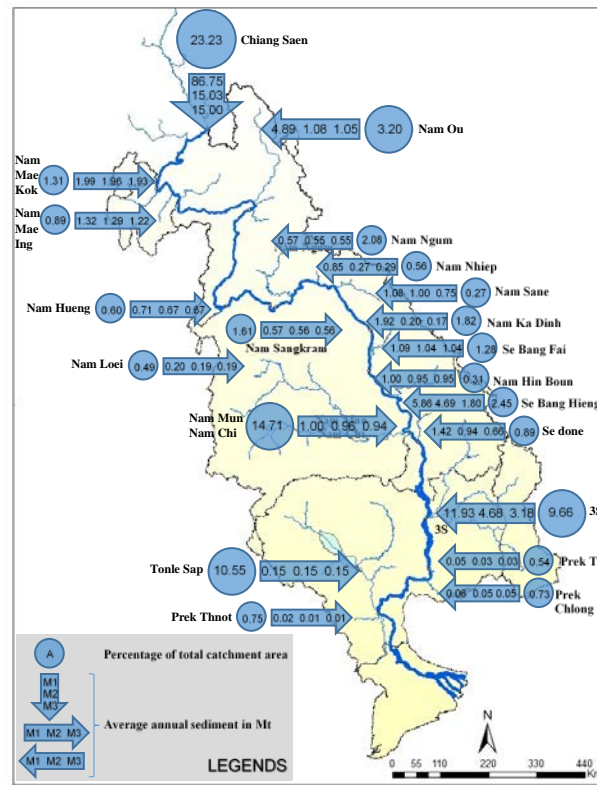 23.23 Chiang Saen
86.75
15.03
15.00
4.89 1.08 1.05 3.20 Nam Ou
Nam
Mae
Kok
1.31 1.99 1.96 1.93
Nam
Mae
Ing
0.89 1.32 1.29 1.22
0.57 0.55 0.55 2.08 Nam Ngum
0.85 0.27 0.29 0.56 Nam Nhiep
1.08 1.00 0.75 0.27 Nam Sane
Nam Hueng 0.60 0.71 0.67 0.67
1.92 0.20 0.17 1.82 Nam Ka Dinh
1.61 0.57 0.56 0.56
Nam Sangkram
1.09 1.04 1.04 1.28 Se Bang Fai
Nam Loei 0.49 0.20 0.19 0.19
1.00 0.95 0.95 0.31 Nam Hin Boun
5.86 4.69 1.80 2.45 Se Bang Hieng
Nam Mun
Nam Chi
14.71 1.00 0.96 0.94
1.42 0.94 0.66 0.89 Se done
11.93 4.68 3.18 9.66 3S
3S
0.05 0.03 0.03 0.54 Prek T
Tonle Sap 10.55 0.15 0.15 0.15
0.06 0.05 0.05 0.73 Prek
Chlong
Prek Thnot 0.75 0.02 0.01 0.01
A Percentage of total catchment area
M1
M2
M3
Average annual sediment in Mt
M1 M2 M3
M1 M2 M3
LEGENDS
N
0 55 110 220 330 440
Km